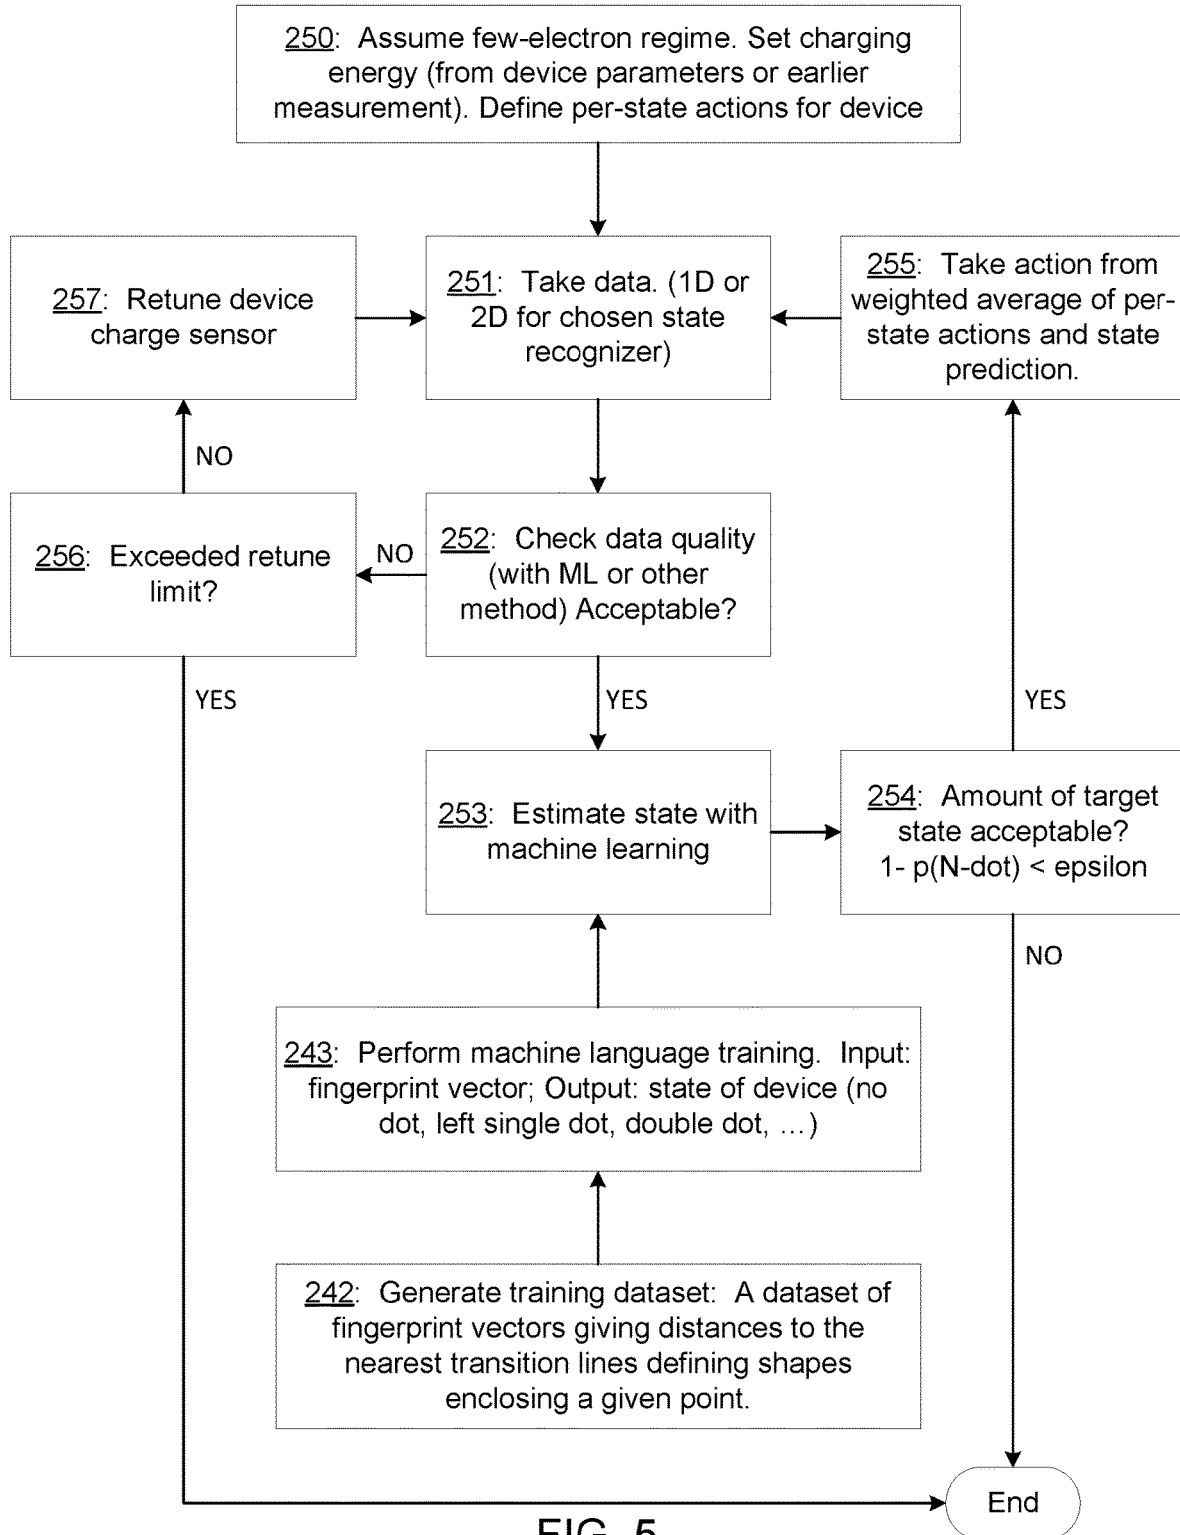 250: Assume few-electron regime. Set charging
energy (from device parameters or earlier
measurement). Define per-state actions for device
257: Retune device
charge sensor
251: Take data. (1D or
2D for chosen state
recognizer)
255: Take action from
weighted average of per-
state actions and state
prediction.
NO
256: Exceeded retune
limit?
NO
252: Check data quality
(with ML or other
method) Acceptable?
YES
YES
YES
253: Estimate state with
machine learning
254: Amount of target
state acceptable?
1- p(N-dot) < epsilon
NO
243: Perform machine language training. Input:
fingerprint vector; Output: state of device (no
dot, left single dot, double dot, ...)
242: Generate training dataset: A dataset of
fingerprint vectors giving distances to the
nearest transition lines defining shapes
enclosing a given point.
End
FIG. 5